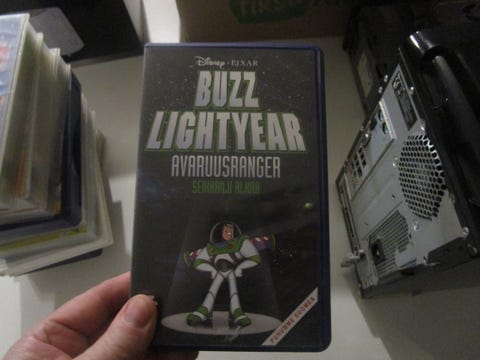 Disney · PIXAR
BUZZ
LIGHTYEAR
AVARUUSRANGER
SEIKKAILU ALKAA
PUHUMME SUOMEA